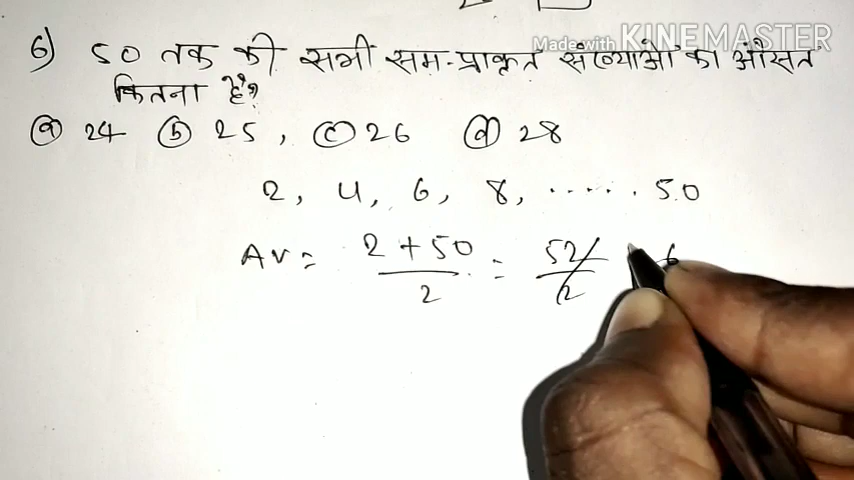 Made with KINEMASTER
6) 50 तक की सभी सम-प्राकृत संख्याओं का औसत
कितना है?
ⓐ 24 ⓑ 25, ⓒ 26 ⓓ 28
2, 4, 6, 8, ..... 50
AV = 2 + 50 / 2 = 52 / 2